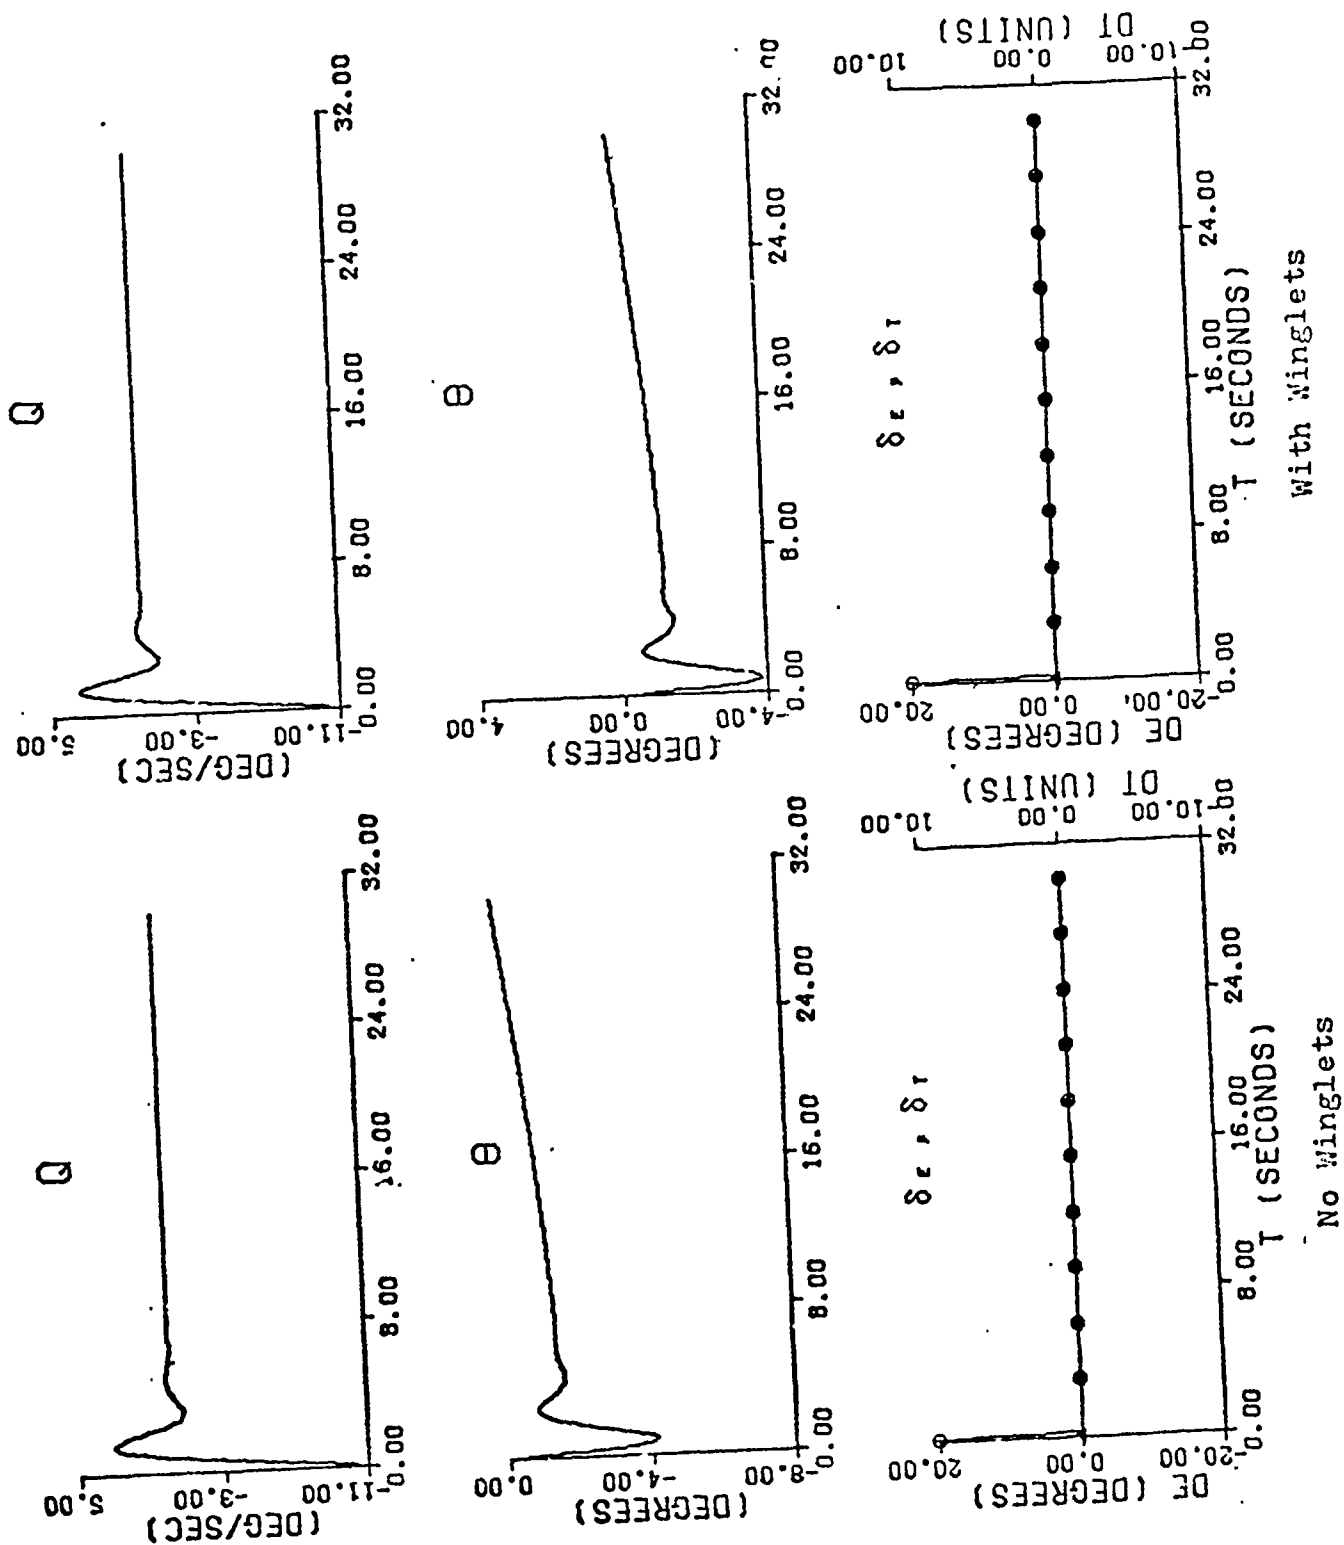 Q
5.00
-3.00
-11.00
(DEG/SEC)
0.00 8.00 16.00 24.00 32.00
θ
0.00
-4.00
-8.00
(DEGREES)
0.00 8.00 16.00 24.00 32.00
δE , δT
20.00
0.00
-20.00
DE (DEGREES)
10.00
0.00
-10.00
DT (UNITS)
0.00 8.00 16.00 24.00 32.00
T (SECONDS)
No Winglets
Q
5.00
-3.00
-11.00
(DEG/SEC)
0.00 8.00 16.00 24.00 32.00
θ
4.00
0.00
-4.00
(DEGREES)
0.00 8.00 16.00 24.00
δE , δT
20.00
0.00
-20.00
DE (DEGREES)
10.00
0.00
-10.00
DT (UNITS)
0.00 8.00 16.00 24.00 32.00
T (SECONDS)
With Winglets